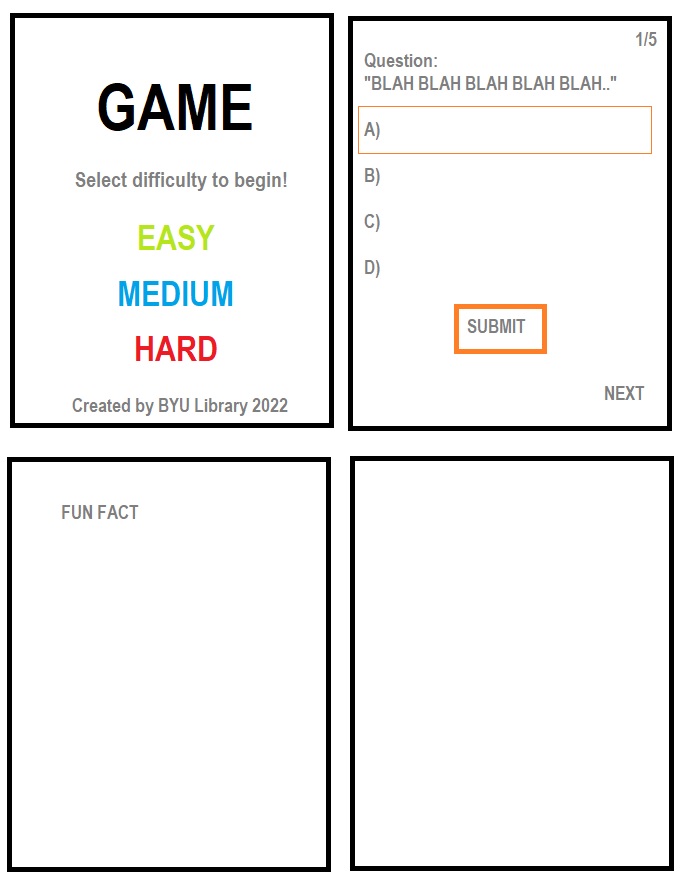 GAME
Select difficulty to begin!
EASY
MEDIUM
HARD
Created by BYU Library 2022
1/5
Question:
"BLAH BLAH BLAH BLAH BLAH.."
A)
B)
C)
D)
SUBMIT
NEXT
FUN FACT